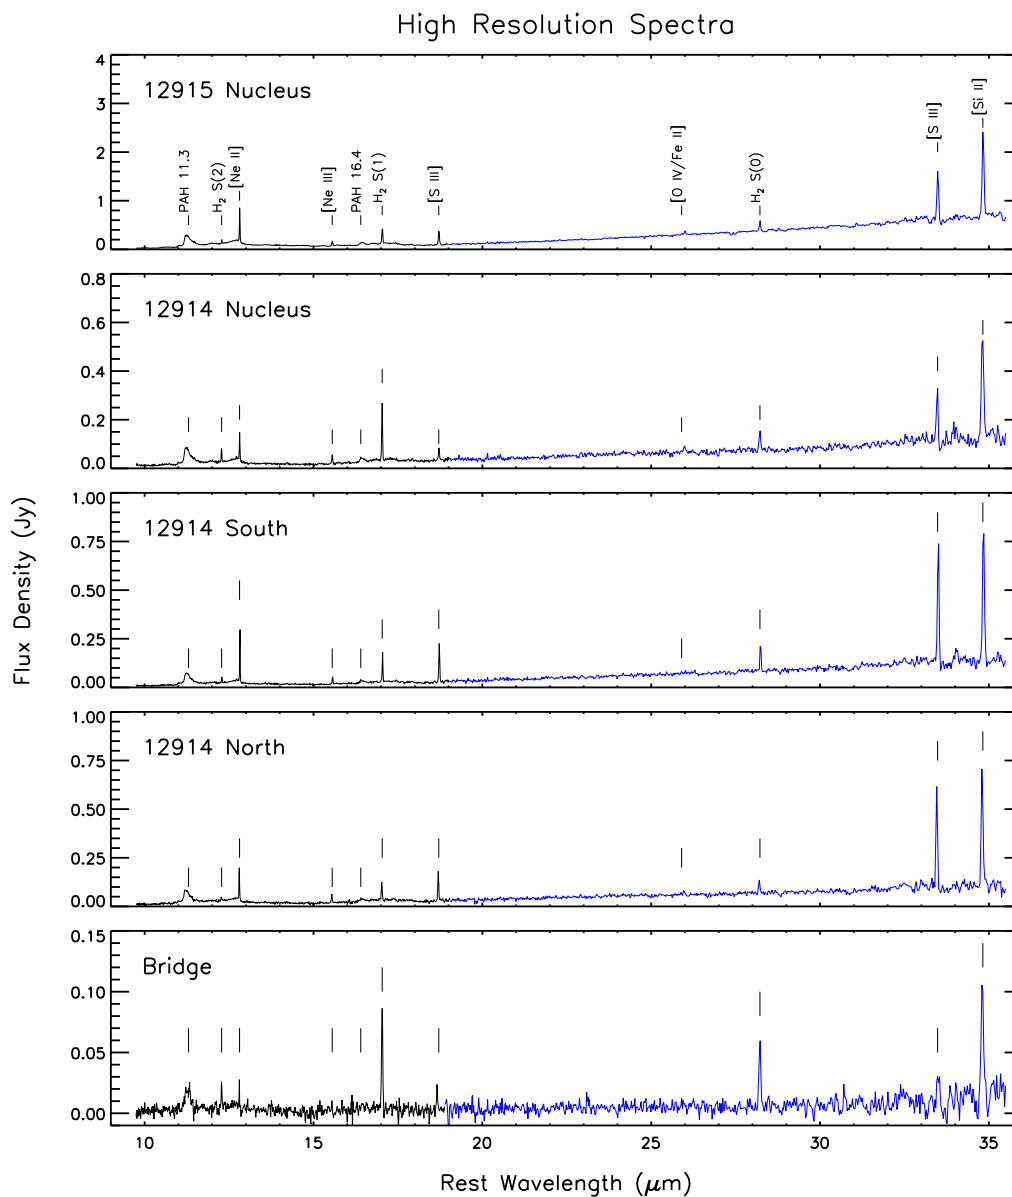 High Resolution Spectra
12915 Nucleus
PAH 11.3
H2 S(2)
[Ne II]
[Ne III]
PAH 16.4
H2 S(1)
[S III]
[O IV/Fe II]
H2 S(0)
[S III]
[Si II]
4
3
2
1
0
12914 Nucleus
0.8
0.6
0.4
0.2
0.0
12914 South
1.00
0.75
0.50
0.25
0.00
12914 North
1.00
0.75
0.50
0.25
0.00
Bridge
0.15
0.10
0.05
0.00
10 15 20 25 30 35
Flux Density (Jy)
Rest Wavelength (μm)